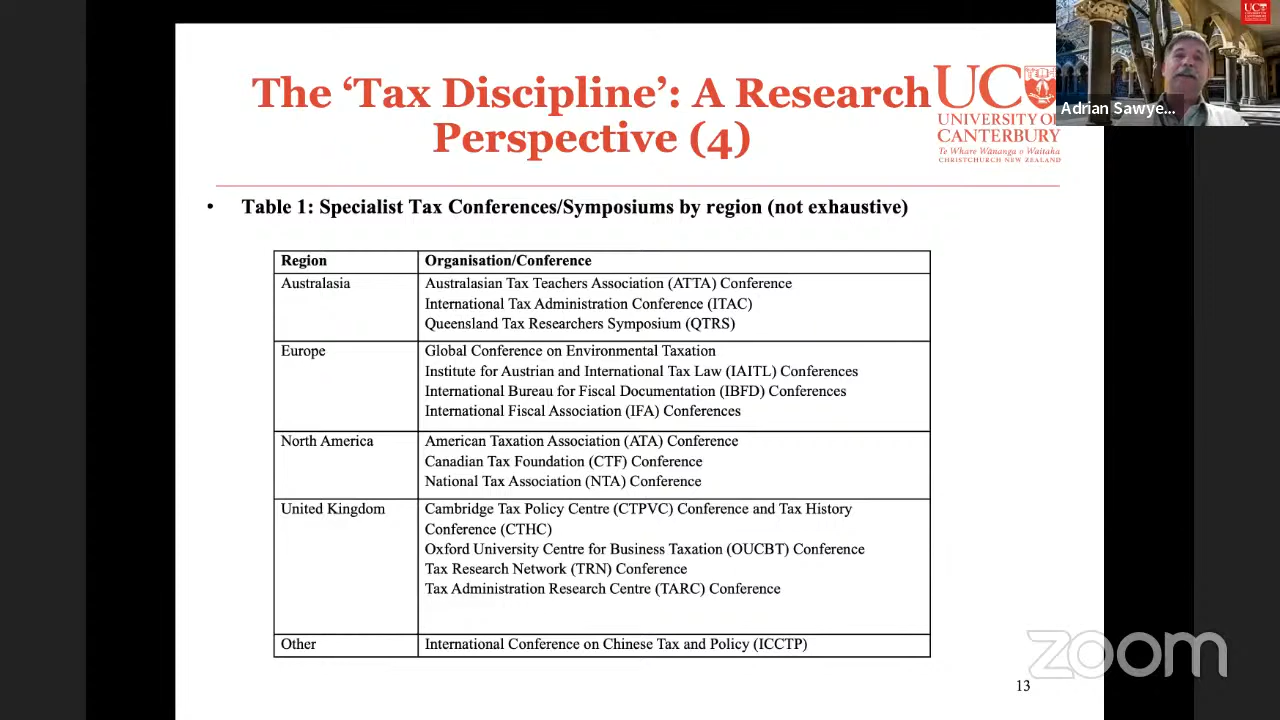 The ‘Tax Discipline’: A Research
Perspective (4)
UC
UNIVERSITY OF
CANTERBURY
Te Whare Wānanga o Waitaha
CHRISTCHURCH NEW ZEALAND
UC
Adrian Sawye...
• Table 1: Specialist Tax Conferences/Symposiums by region (not exhaustive)
Region Organisation/Conference
Australasia Australasian Tax Teachers Association (ATTA) Conference
International Tax Administration Conference (ITAC)
Queensland Tax Researchers Symposium (QTRS)
Europe Global Conference on Environmental Taxation
Institute for Austrian and International Tax Law (IAITL) Conferences
International Bureau for Fiscal Documentation (IBFD) Conferences
International Fiscal Association (IFA) Conferences
North America American Taxation Association (ATA) Conference
Canadian Tax Foundation (CTF) Conference
National Tax Association (NTA) Conference
United Kingdom Cambridge Tax Policy Centre (CTPVC) Conference and Tax History
Conference (CTHC)
Oxford University Centre for Business Taxation (OUCBT) Conference
Tax Research Network (TRN) Conference
Tax Administration Research Centre (TARC) Conference
Other International Conference on Chinese Tax and Policy (ICCTP)
zoom
13